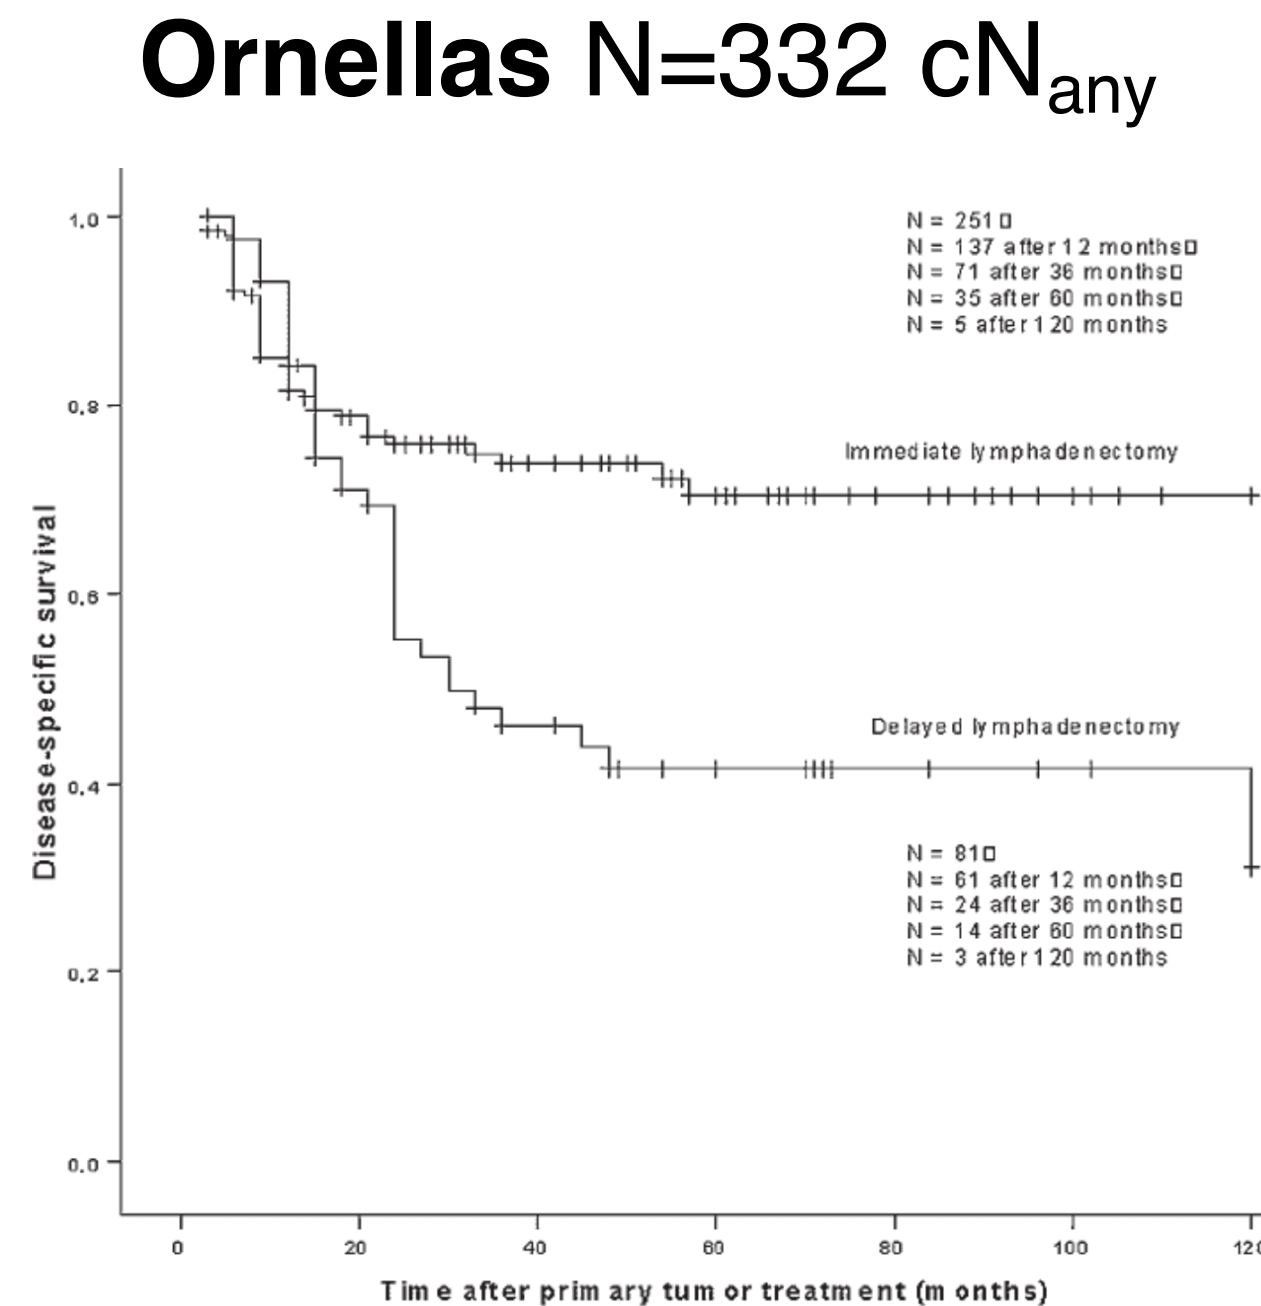 Ornellas N=332 cNany
1,0
0,8
0,6
0,4
0,2
0,0
Disease-specific survival
N = 251
N = 137 after 12 months
N = 71 after 36 months
N = 35 after 60 months
N = 5 after 120 months
Immediate lymphadenectomy
Delayed lymphadenectomy
N = 81
N = 61 after 12 months
N = 24 after 36 months
N = 14 after 60 months
N = 3 after 120 months
0 20 40 60 80 100 120
Time after primary tumor treatment (months)